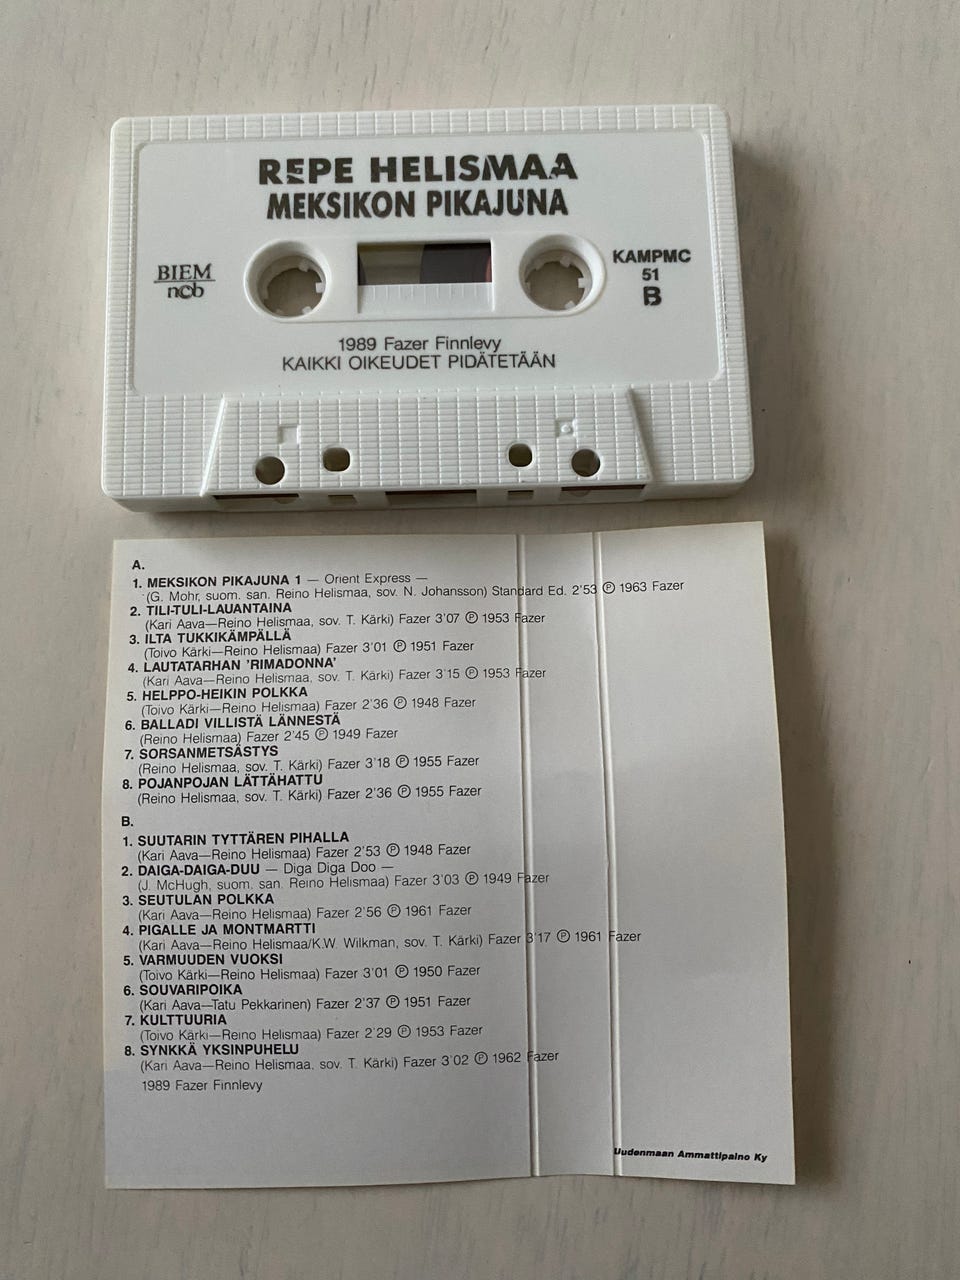 REPE HELISMAA
MEKSIKON PIKAJUNA
BIEM
ncb
KAMPMC
51
B
1989 Fazer Finnlevy
KAIKKI OIKEUDET PIDÄTETÄÄN
A.
1. MEKSIKON PIKAJUNA 1 — Orient Express —
(G. Mohr, suom. san. Reino Helismaa, sov. N. Johansson) Standard Ed. 2'53 Ⓟ 1963 Fazer
2. TILI-TULI-LAUANTAINA
(Kari Aava—Reino Helismaa, sov. T. Kärki) Fazer 3'07 Ⓟ 1953 Fazer
3. ILTA TUKKIKÄMPÄLLÄ
(Toivo Kärki—Reino Helismaa) Fazer 3'01 Ⓟ 1951 Fazer
4. LAUTATARHAN 'RIMADONNA'
(Kari Aava—Reino Helismaa, sov. T. Kärki) Fazer 3'15 Ⓟ 1953 Fazer
5. HELPPO-HEIKIN POLKKA
(Toivo Kärki—Reino Helismaa) Fazer 2'36 Ⓟ 1948 Fazer
6. BALLADI VILLISTÄ LÄNNESTÄ
(Reino Helismaa) Fazer 2'45 Ⓟ 1949 Fazer
7. SORSANMETSÄSTYS
(Reino Helismaa, sov. T. Kärki) Fazer 3'18 Ⓟ 1955 Fazer
8. POJANPOJAN LÄTTÄHATTU
(Reino Helismaa, sov. T. Kärki) Fazer 2'36 Ⓟ 1955 Fazer
B.
1. SUUTARIN TYTTÄREN PIHALLA
(Kari Aava—Reino Helismaa) Fazer 2'53 Ⓟ 1948 Fazer
2. DAIGA-DAIGA-DUU — Diga Diga Doo —
(J. McHugh, suom. san. Reino Helismaa) Fazer 3'03 Ⓟ 1949 Fazer
3. SEUTULAN POLKKA
(Kari Aava—Reino Helismaa) Fazer 2'56 Ⓟ 1961 Fazer
4. PIGALLE JA MONTMARTTI
(Kari Aava—Reino Helismaa/K.W. Wilkman, sov. T. Kärki) Fazer 3'17 Ⓟ 1961 Fazer
5. VARMUUDEN VUOKSI
(Toivo Kärki—Reino Helismaa) Fazer 3'01 Ⓟ 1950 Fazer
6. SOUVARIPOIKA
(Kari Aava—Tatu Pekkarinen) Fazer 2'37 Ⓟ 1951 Fazer
7. KULTTUURIA
(Toivo Kärki—Reino Helismaa) Fazer 2'29 Ⓟ 1953 Fazer
8. SYNKKÄ YKSINPUHELU
(Kari Aava—Reino Helismaa, sov. T. Kärki) Fazer 3'02 Ⓟ 1962 Fazer
1989 Fazer Finnlevy
Uudenmaan Ammattipaino Ky